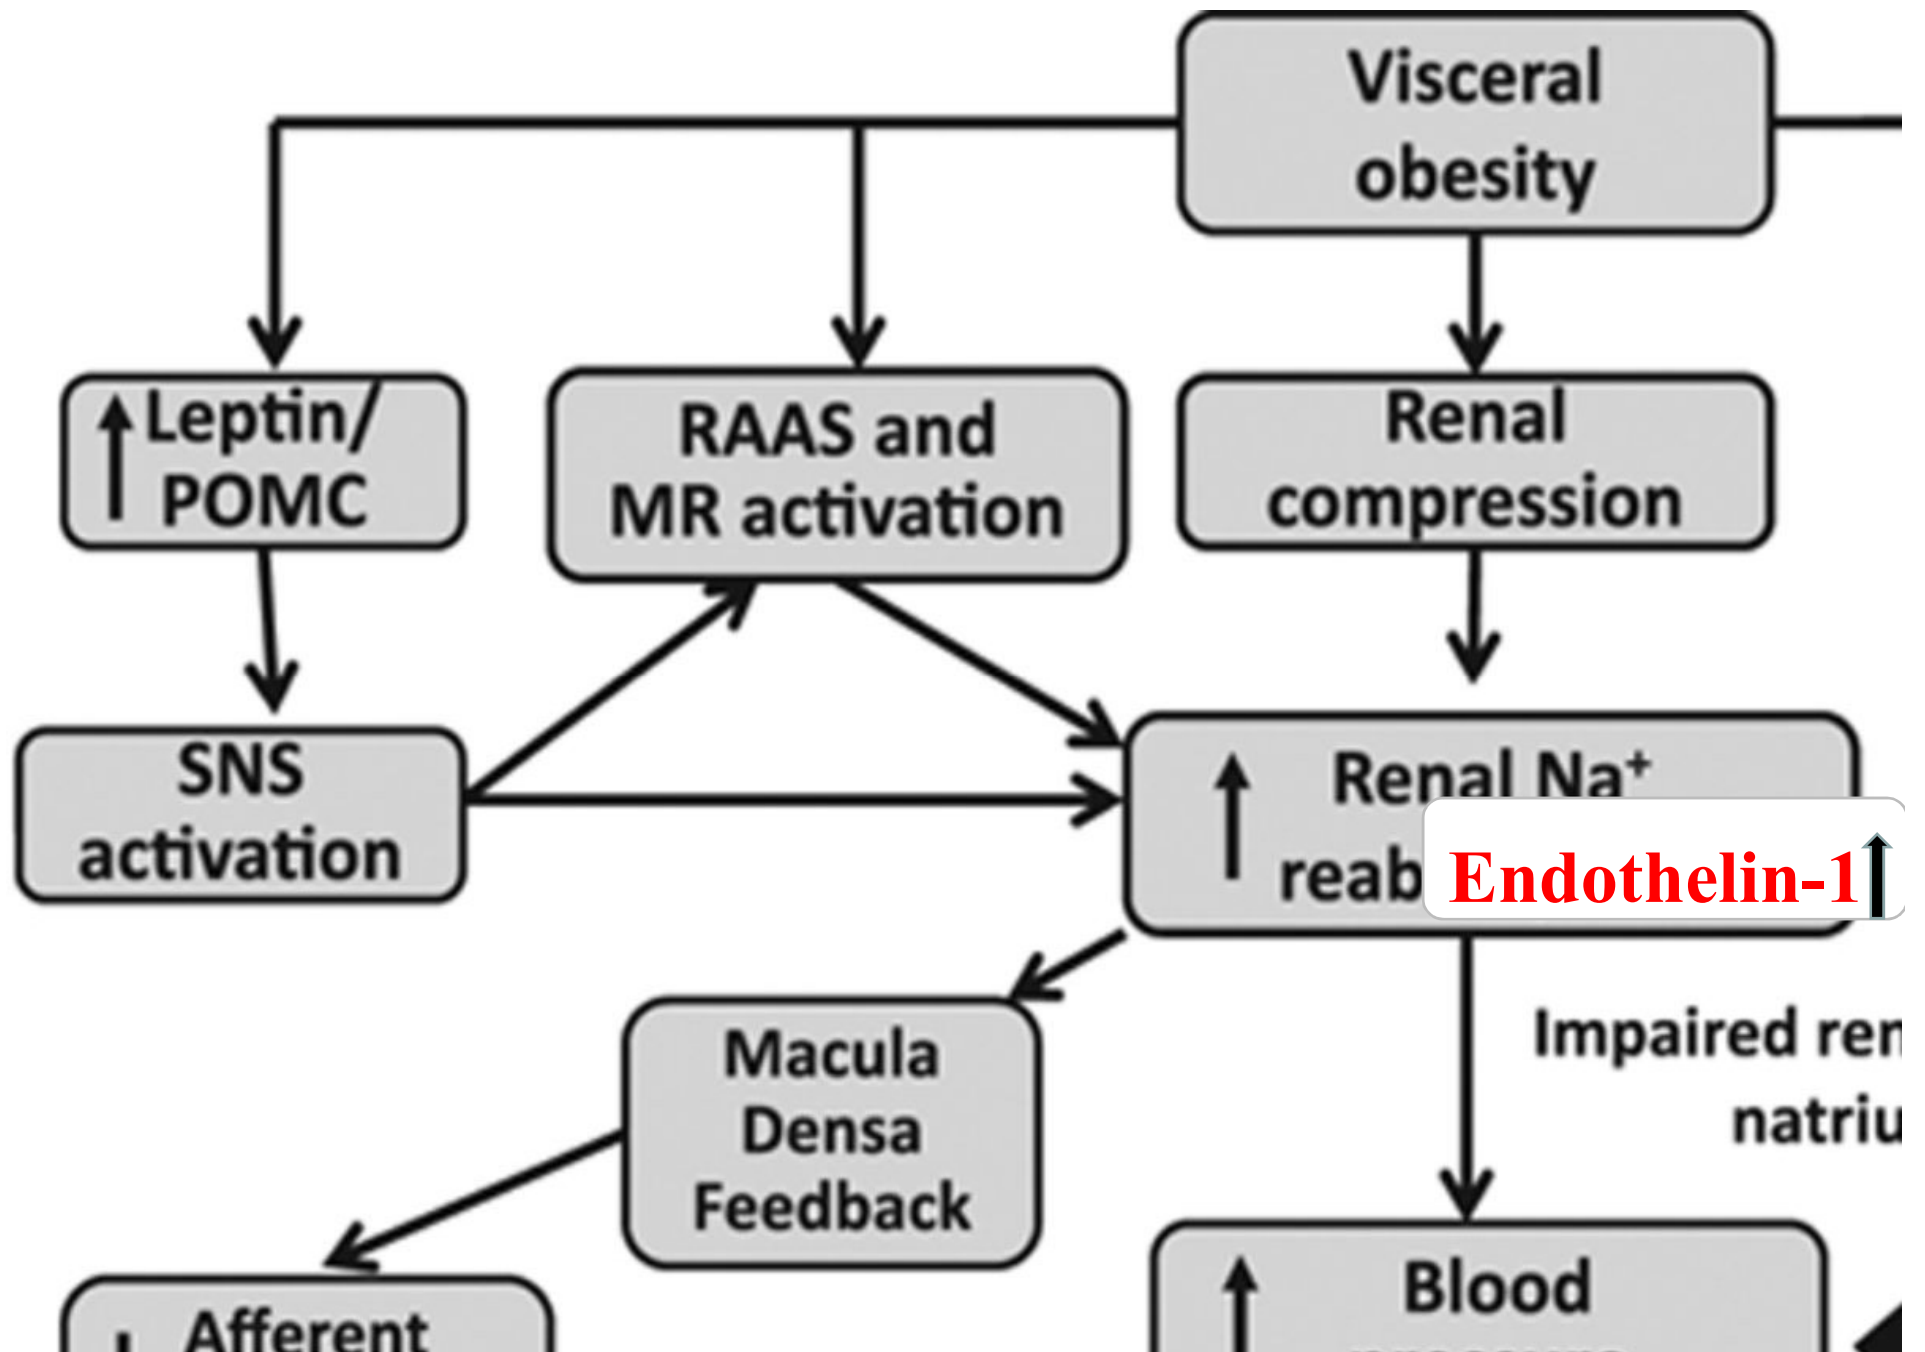 Visceral
obesity
Leptin/
POMC
RAAS and
MR activation
Renal
compression
SNS
activation
Renal Na⁺
reab
Endothelin-1
Macula
Densa
Feedback
Impaired ren
natriu
Afferent
Blood